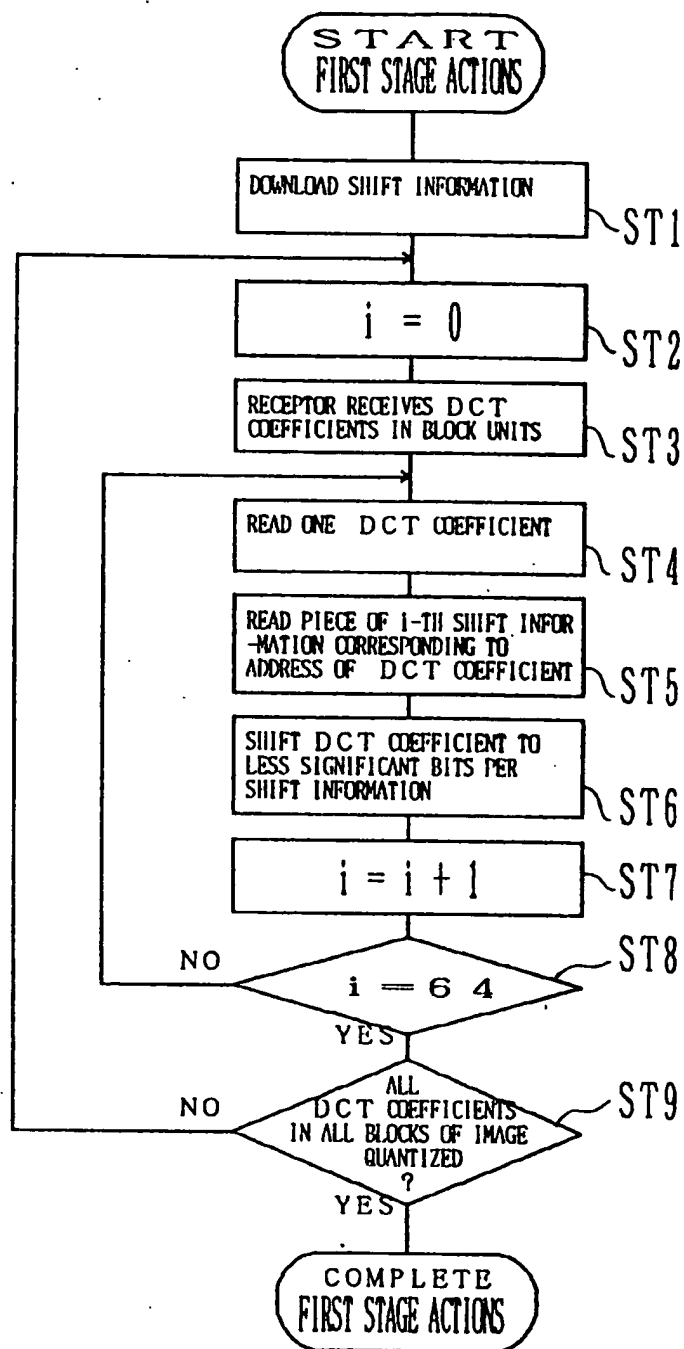 START
FIRST STAGE ACTIONS
DOWNLOAD SHIFT INFORMATION
ST1
i = 0
ST2
RECEPTOR RECEIVES DCT
COEFFICIENTS IN BLOCK UNITS
ST3
READ ONE DCT COEFFICIENT
ST4
READ PIECE OF i-TH SHIFT INFOR
-MATION CORRESPONDING TO
ADDRESS OF DCT COEFFICIENT
ST5
SHIFT DCT COEFFICIENT TO
LESS SIGNIFICANT BITS PER
SHIFT INFORMATION
ST6
i = i + 1
ST7
NO
i == 64
ST8
YES
NO
ALL
DCT COEFFICIENTS
IN ALL BLOCKS OF IMAGE
QUANTIZED
?
ST9
YES
COMPLETE
FIRST STAGE ACTIONS